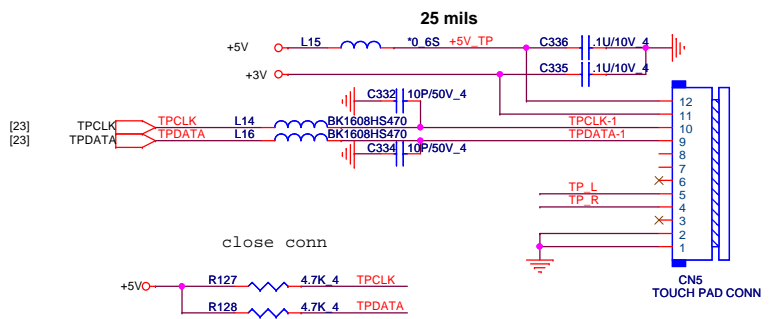 25 mils
+5V L15 *0_6S +5V_TP C336 .1U/10V_4
+3V C335 .1U/10V_4
C332 10P/50V_4
12
11
[23] TPCLK TPCLK L14 BK1608HS470 TPCLK-1 10
[23] TPDATA TPDATA L16 BK1608HS470 TPDATA-1 9
C334 10P/50V_4
8
7
6
TP_L 5
TP_R 4
3
2
1
close conn
CN5
TOUCH PAD CONN
+5V R127 4.7K_4 TPCLK
R128 4.7K_4 TPDATA